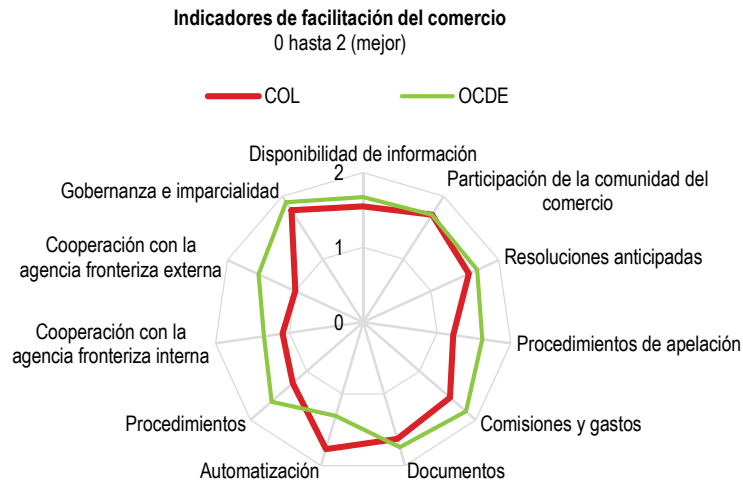 Indicadores de facilitación del comercio
0 hasta 2 (mejor)
COL
OCDE
Disponibilidad de información
2
Participación de la comunidad del
comercio
Gobernanza e imparcialidad
Resoluciones anticipadas
Cooperación con la
agencia fronteriza externa
1
Procedimientos de apelación
Cooperación con la
agencia fronteriza interna
0
Comisiones y gastos
Procedimientos
Documentos
Automatización